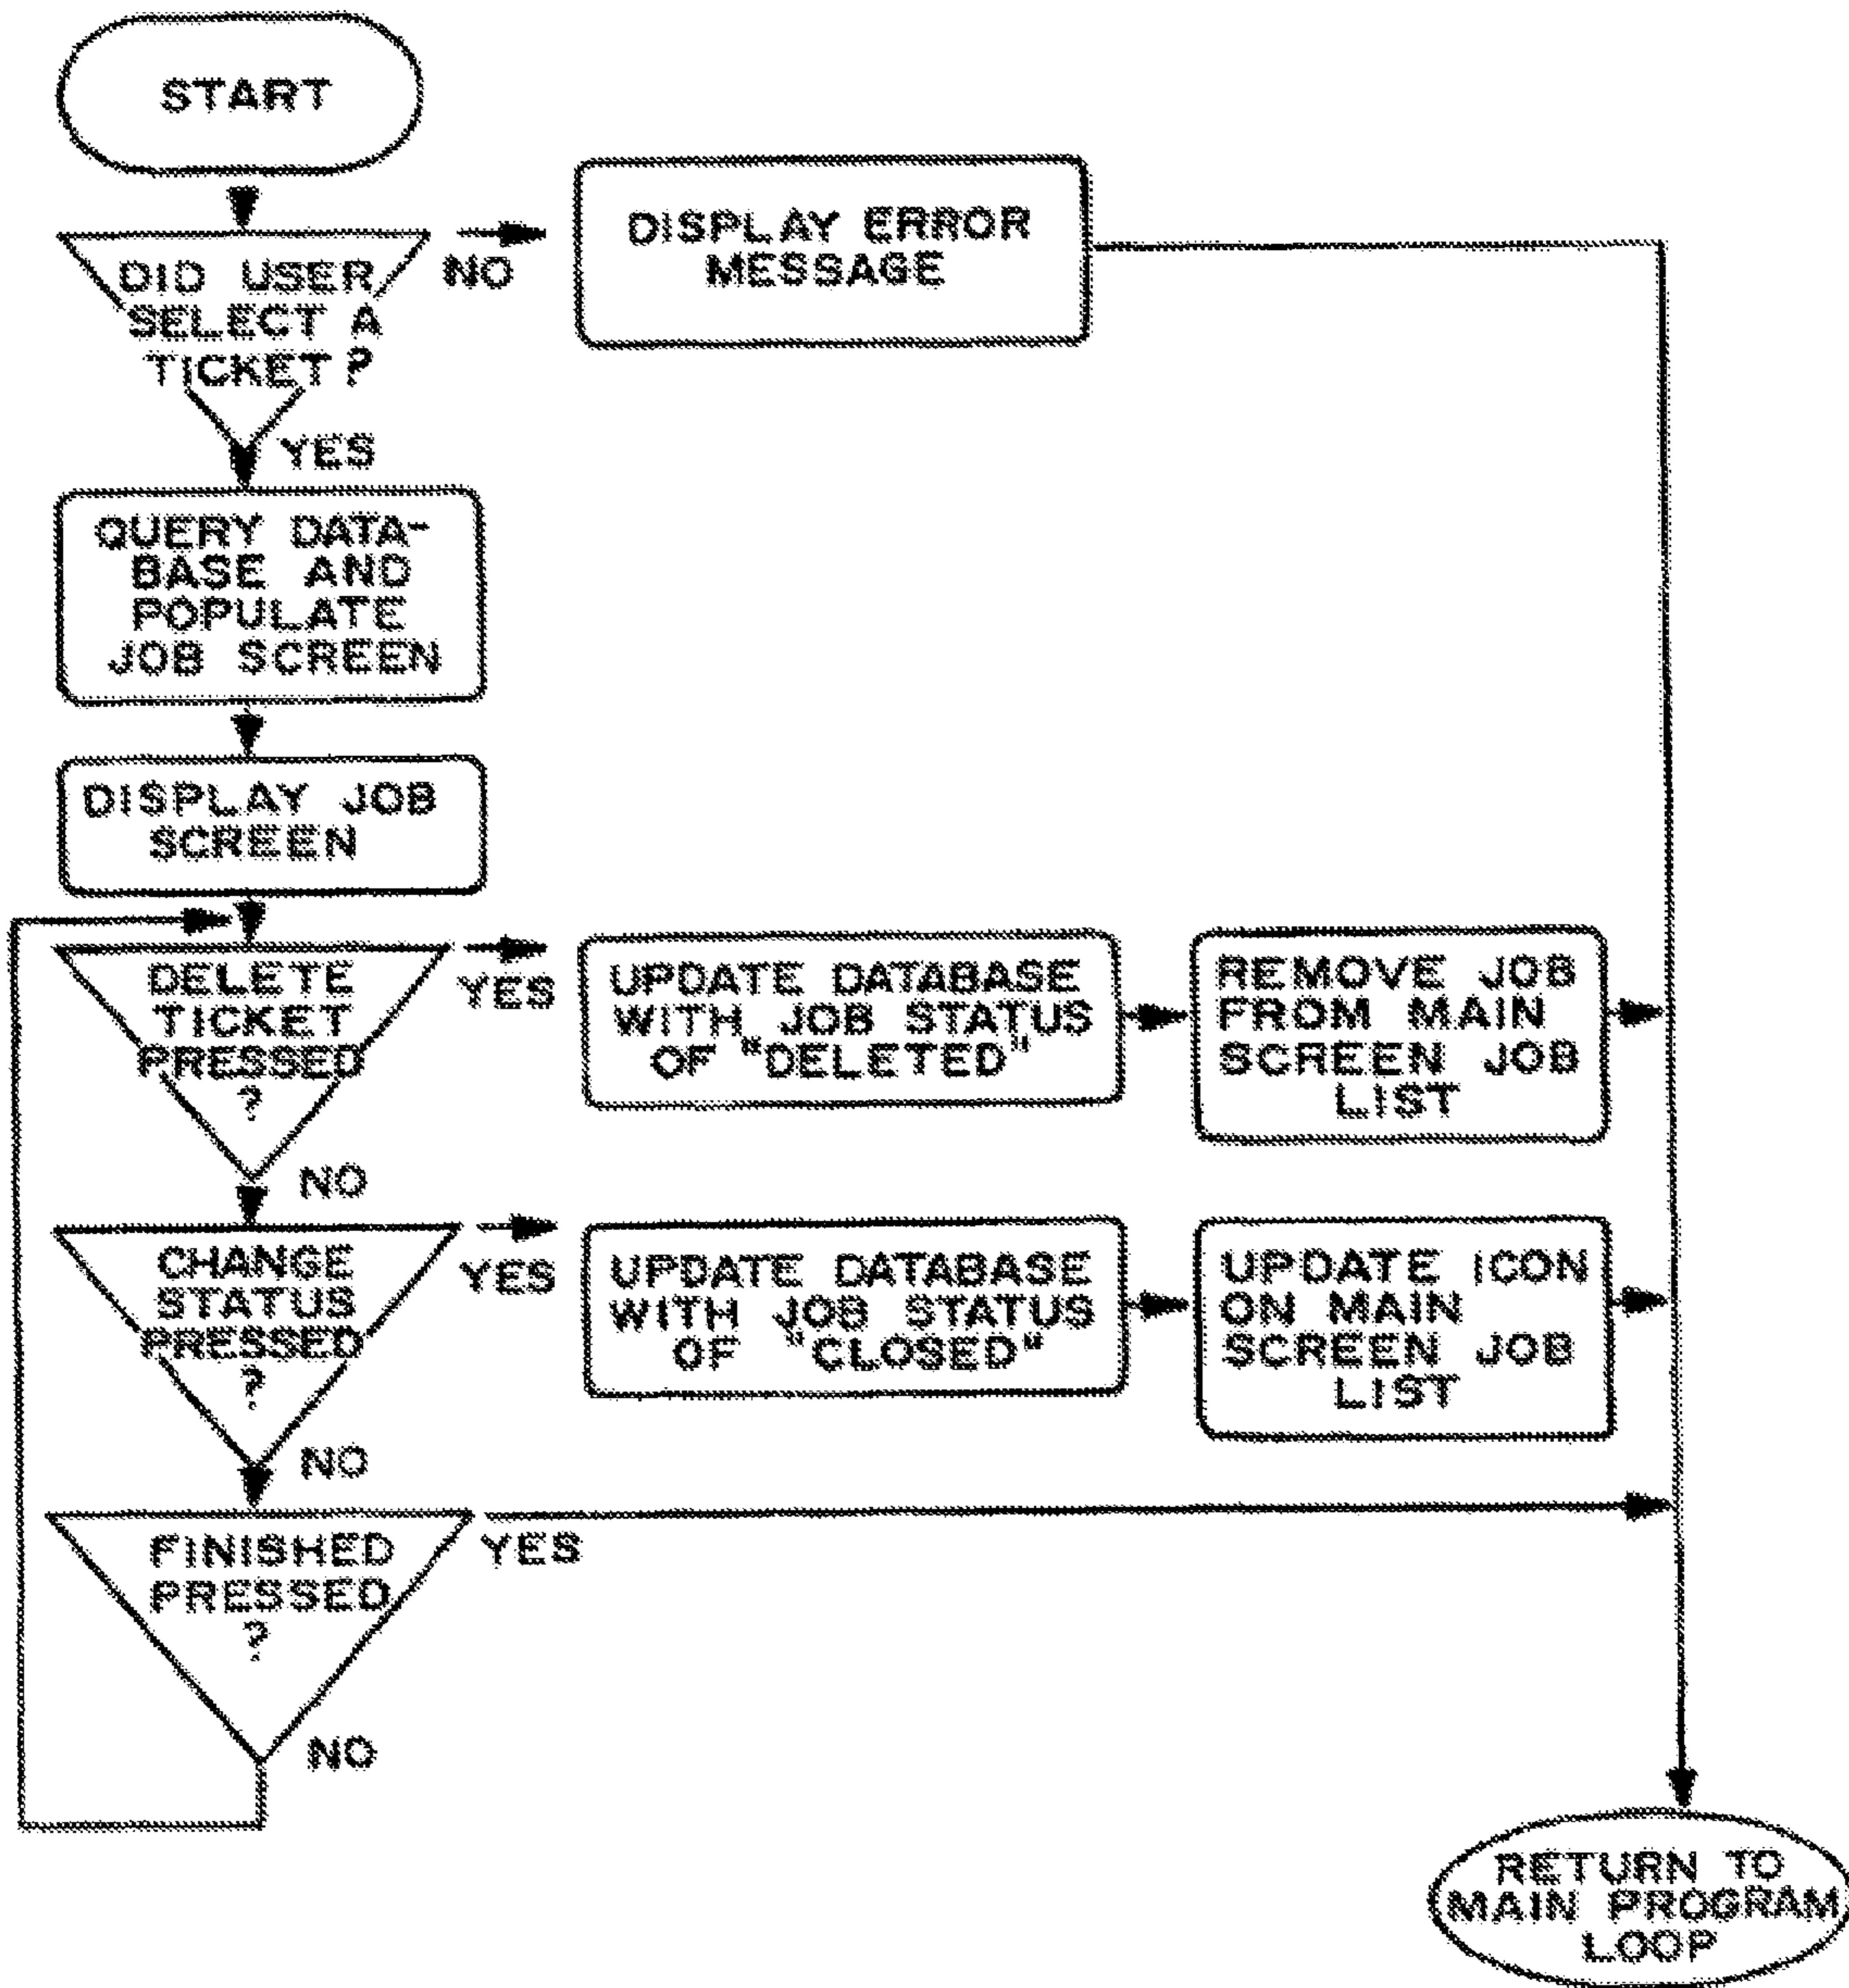 START
DID USER
SELECT A
TICKET?
NO
DISPLAY ERROR
MESSAGE
YES
QUERY DATA-
BASE AND
POPULATE
JOB SCREEN
DISPLAY JOB
SCREEN
DELETE
TICKET
PRESSED
?
YES
UPDATE DATABASE
WITH JOB STATUS
OF "DELETED"
REMOVE JOB
FROM MAIN
SCREEN JOB
LIST
NO
CHANGE
STATUS
PRESSED
?
YES
UPDATE DATABASE
WITH JOB STATUS
OF "CLOSED"
UPDATE ICON
ON MAIN
SCREEN JOB
LIST
NO
FINISHED
PRESSED
?
YES
NO
RETURN TO
MAIN PROGRAM
LOOP